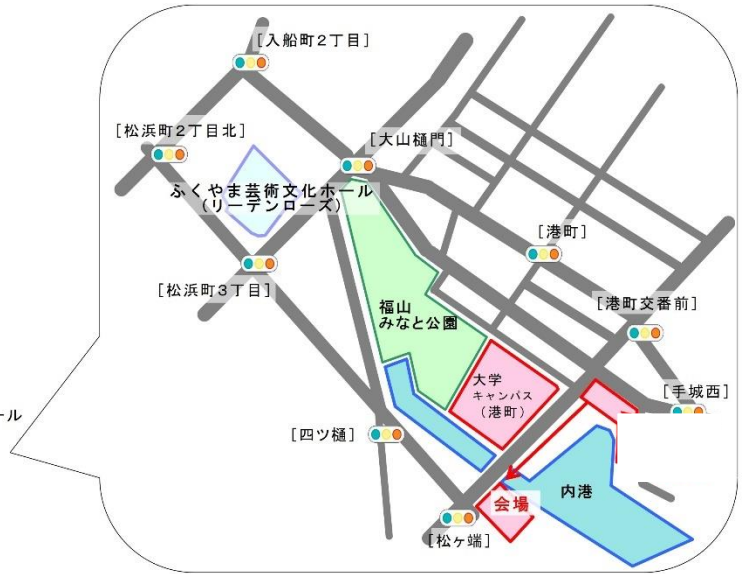 [入船町2丁目]
[松浜町2丁目北]
[大山樋門]
ふくやま芸術文化ホール
(リーデンローズ)
[港町]
[松浜町3丁目]
[港町交番前]
福山
みなと公園
大学
キャンパス
(港町)
[手城西]
ール
[四ツ樋]
内港
会場
[松ヶ端]